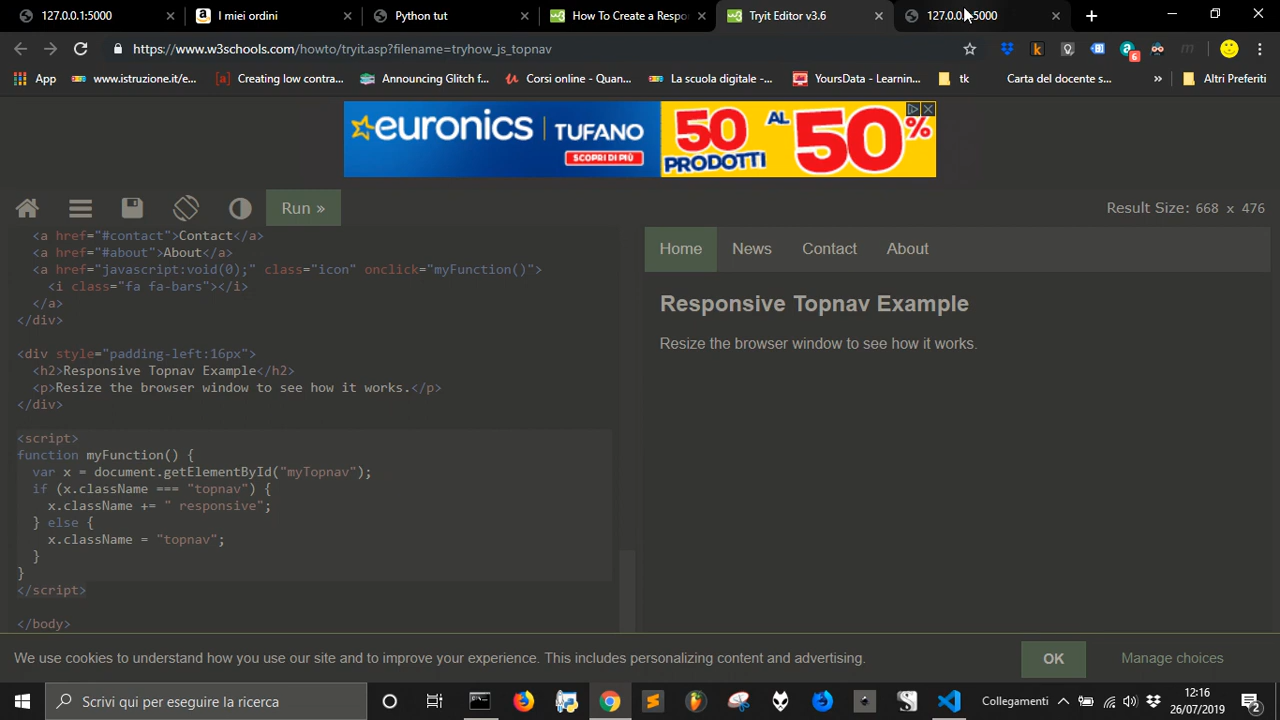 127.0.0.1:5000
I miei ordini
Python tut
How To Create a Respo
Tryit Editor v3.6
127.0.0.1:5000
https://www.w3schools.com/howto/tryit.asp?filename=tryhow_js_topnav
6
App
www.istruzione.it/e...
Creating low contra...
Announcing Glitch f...
Corsi online - Quan...
La scuola digitale -...
YoursData - Learnin...
tk
Carta del docente s...
»
Altri Preferiti
euronics TUFANO
SCOPRI DI PIÙ
50 PRODOTTI AL 50%
Run »
Result Size: 668 x 476
<a href="#contact">Contact</a>
<a href="#about">About</a>
<a href="javascript:void(0);" class="icon" onclick="myFunction()">
<i class="fa fa-bars"></i>
</a>
</div>
<div style="padding-left:16px">
<h2>Responsive Topnav Example</h2>
<p>Resize the browser window to see how it works.</p>
</div>
<script>
function myFunction() {
var x = document.getElementById("myTopnav");
if (x.className === "topnav") {
x.className += " responsive";
} else {
x.className = "topnav";
}
}
</script>
</body>
Home News Contact About
Responsive Topnav Example
Resize the browser window to see how it works.
We use cookies to understand how you use our site and to improve your experience. This includes personalizing content and advertising.
OK
Manage choices
Scrivi qui per eseguire la ricerca
Collegamenti
12:16
26/07/2019
2